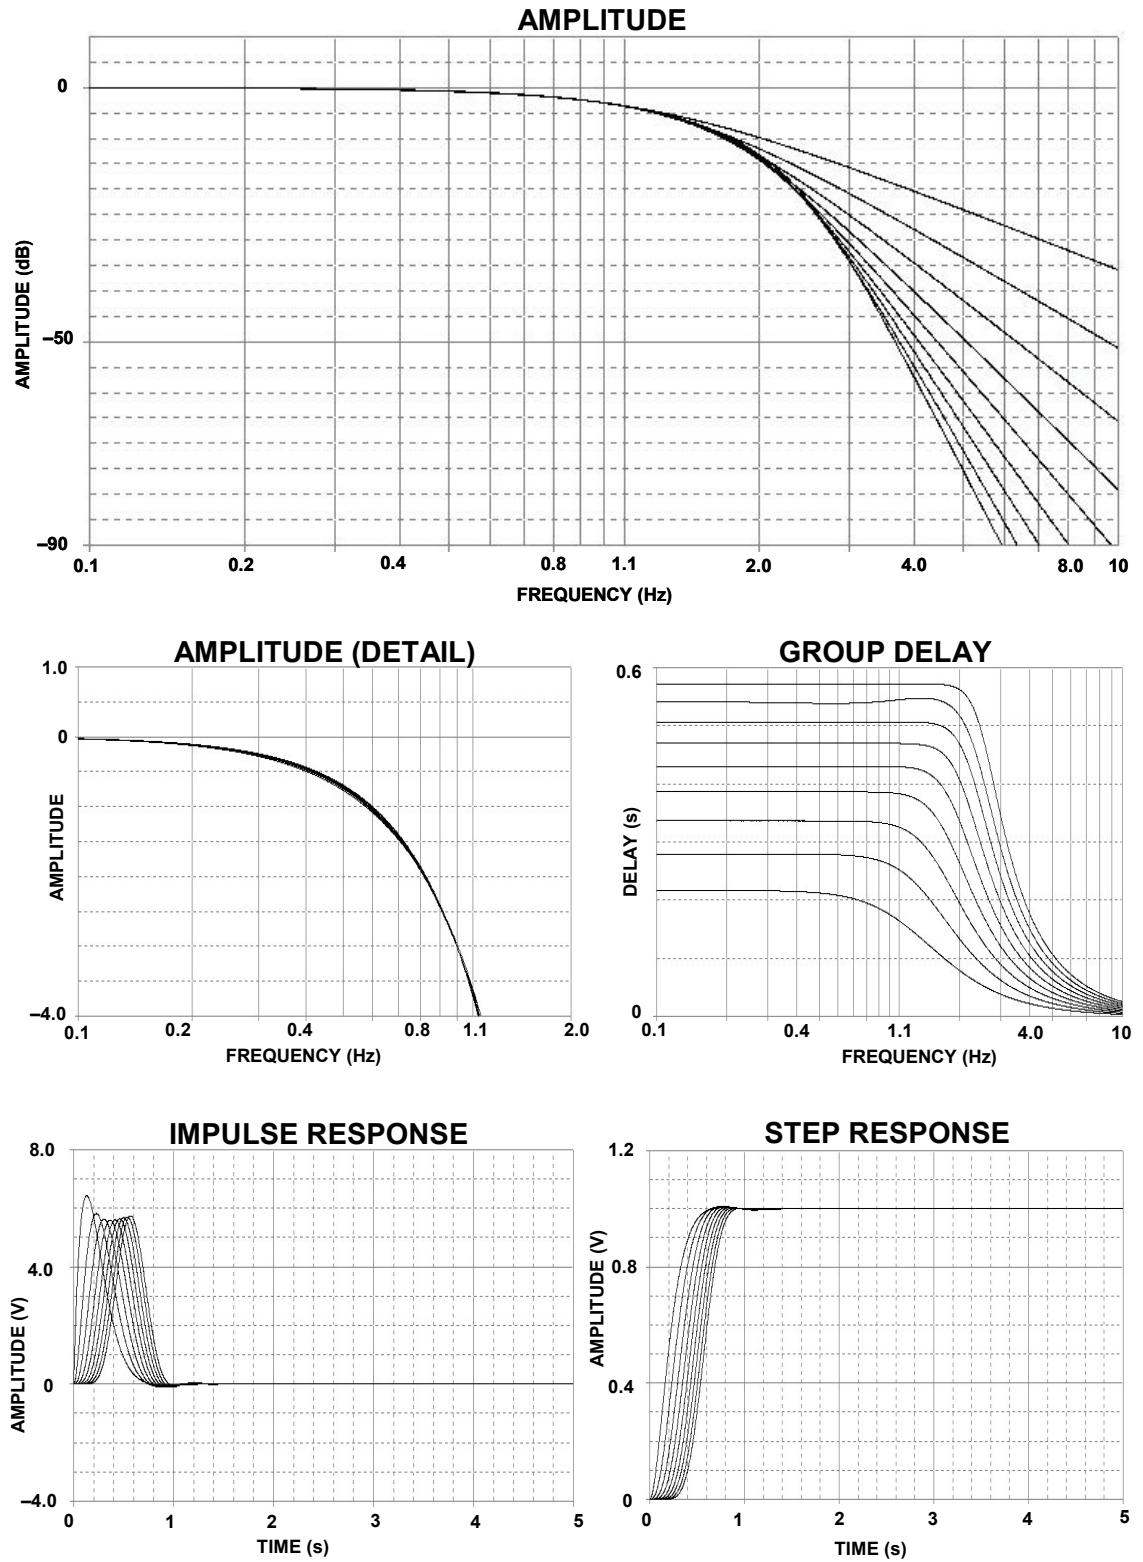 AMPLITUDE
0
–50
–90
AMPLITUDE (dB)
0.1 0.2 0.4 0.8 1.1 2.0 4.0 8.0 10
FREQUENCY (Hz)
AMPLITUDE (DETAIL)
1.0
0
–4.0
AMPLITUDE
0.1 0.2 0.4 0.8 1.1 2.0
FREQUENCY (Hz)
GROUP DELAY
0.6
0
DELAY (s)
0.1 0.4 1.1 4.0 10
FREQUENCY (Hz)
IMPULSE RESPONSE
8.0
4.0
0
–4.0
AMPLITUDE (V)
0 1 2 3 4 5
TIME (s)
STEP RESPONSE
1.2
0.8
0.4
0
AMPLITUDE (V)
0 1 2 3 4 5
TIME (s)